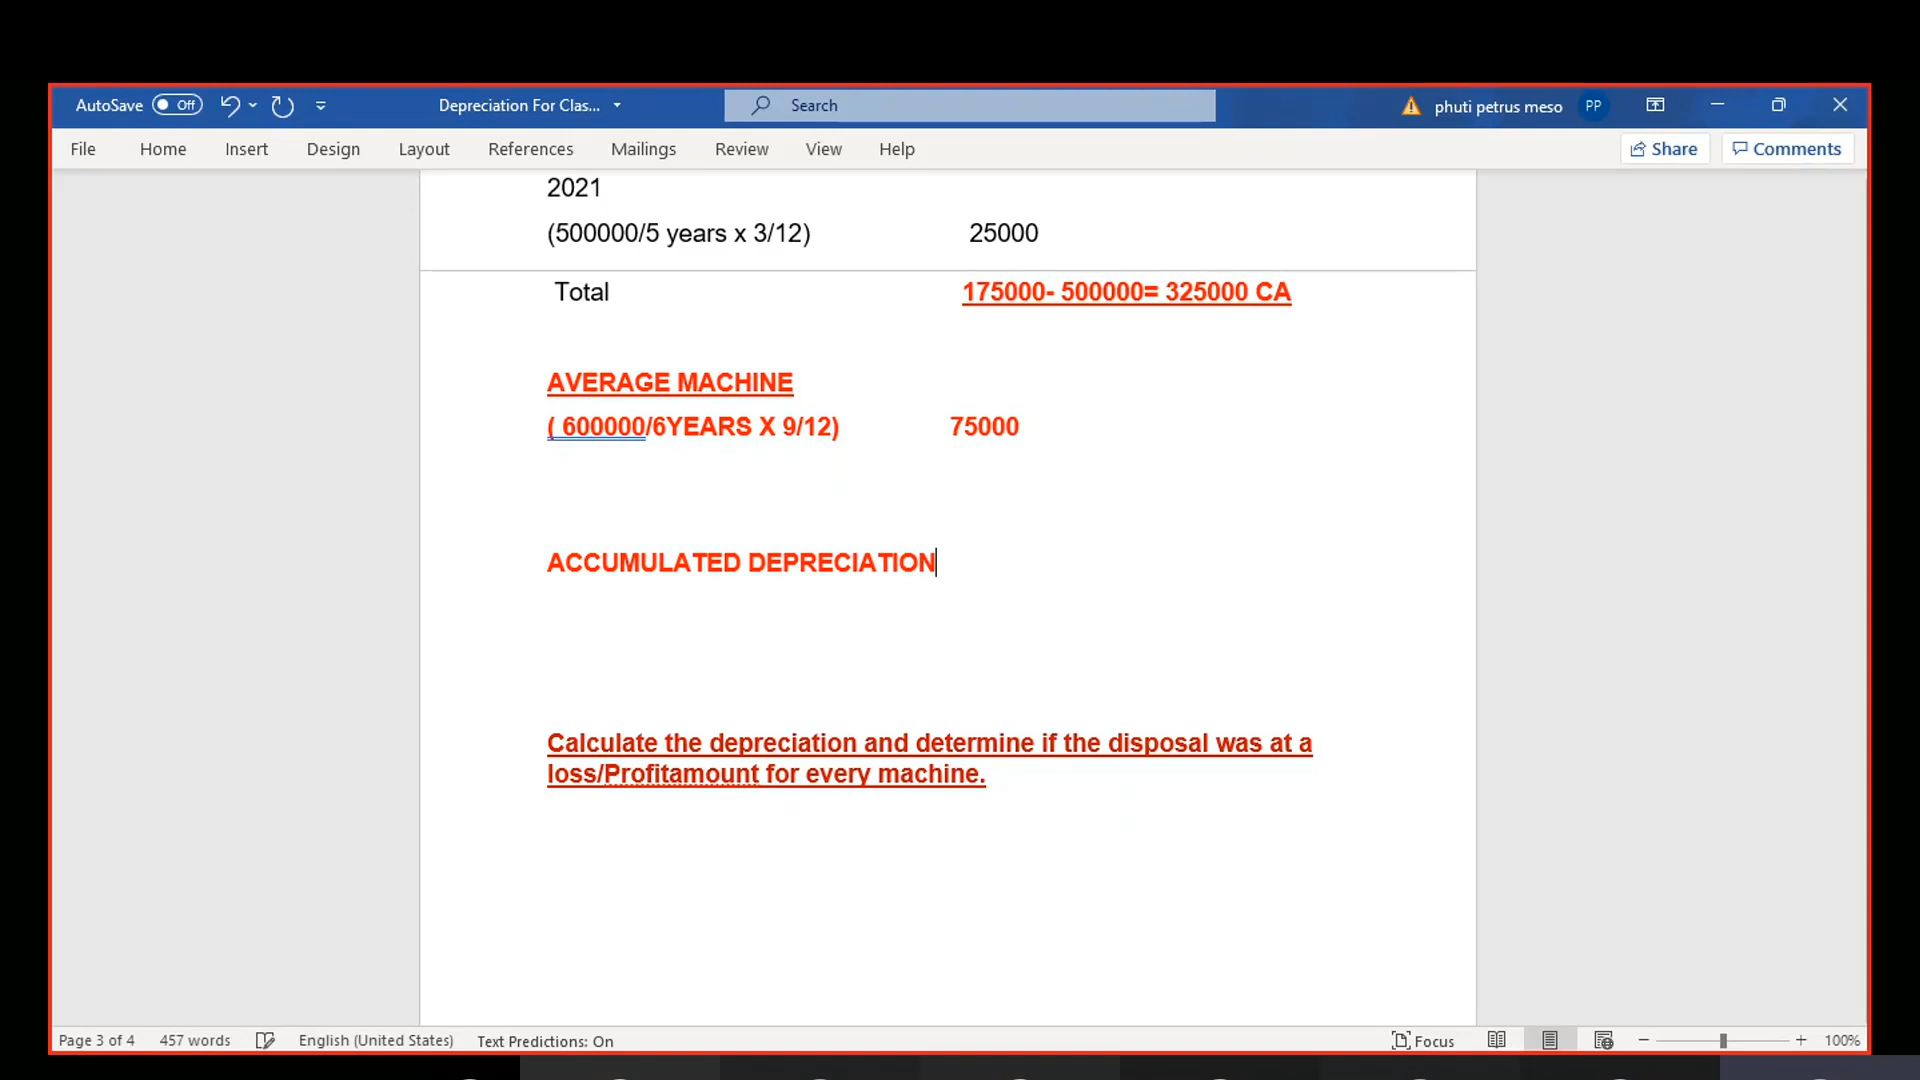 AutoSave Off Depreciation For Clas... Search phuti petrus meso PP
File Home Insert Design Layout References Mailings Review View Help Share Comments
2021
(500000/5 years x 3/12) 25000
Total 175000- 500000= 325000 CA
AVERAGE MACHINE
( 600000/6YEARS X 9/12) 75000
ACCUMULATED DEPRECIATION
Calculate the depreciation and determine if the disposal was at a
loss/Profitamount for every machine.
Page 3 of 4 457 words English (United States) Text Predictions: On Focus 100%